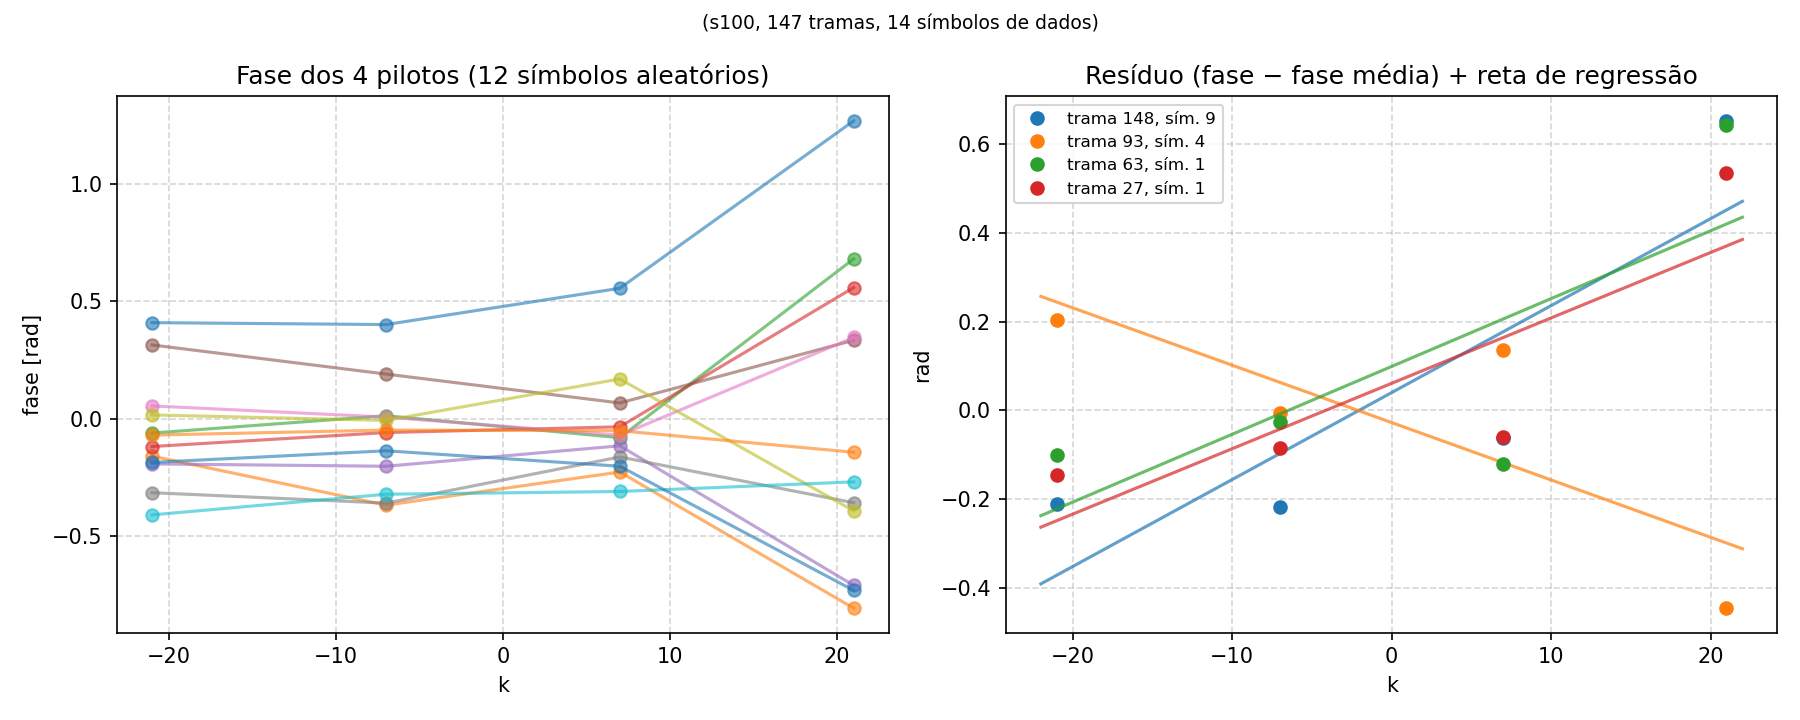 (s100, 147 tramas, 14 símbolos de dados)
Fase dos 4 pilotos (12 símbolos aleatórios)
fase [rad]
1.0
0.5
0.0
−0.5
−20
−10
0
10
20
k
Resíduo (fase − fase média) + reta de regressão
trama 148, sím. 9
trama 93, sím. 4
trama 63, sím. 1
trama 27, sím. 1
rad
0.6
0.4
0.2
0.0
−0.2
−0.4
−20
−10
0
10
20
k